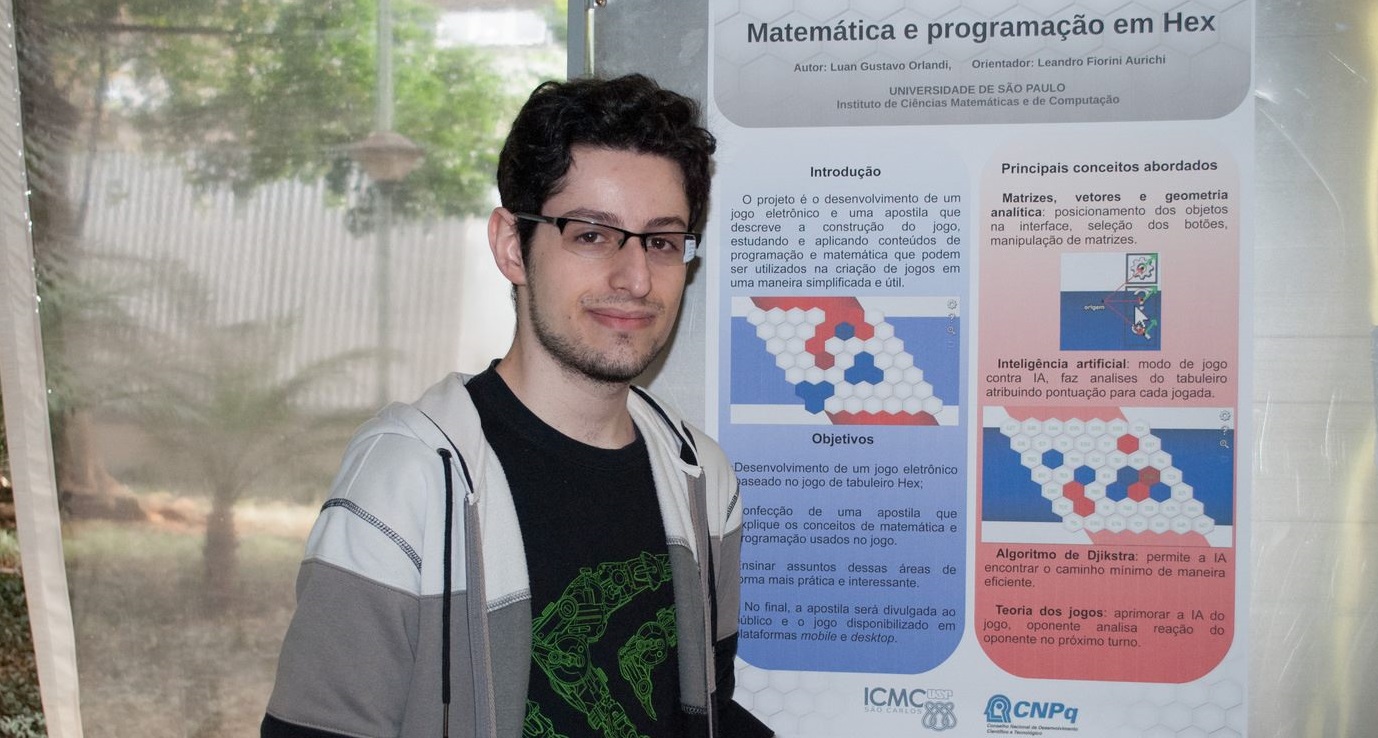 Matemática e programação em Hex
Autor: Luan Gustavo Orlandi, Orientador: Leandro Fiorini Aurichi
UNIVERSIDADE DE SÃO PAULO
Instituto de Ciências Matemáticas e de Computação
Introdução
O projeto é o desenvolvimento de um
jogo eletrônico e uma apostila que
descreve a construção do jogo,
estudando e aplicando conteúdos de
programação e matemática que podem
ser utilizados na criação de jogos em
uma maneira simplificada e útil.
Objetivos
Desenvolvimento de um jogo eletrônico
baseado no jogo de tabuleiro Hex;
onfecção de uma apostila que
xplique os conceitos de matemática e
rogramação usados no jogo.
nsinar assuntos dessas áreas de
orma mais prática e interessante.
No final, a apostila será divulgada ao
úblico e o jogo disponibilizado em
lataformas mobile e desktop.
Principais conceitos abordados
Matrizes, vetores e geometria
analítica: posicionamento dos objetos
na interface, seleção dos botões,
manipulação de matrizes.
origem
Inteligência artificial: modo de jogo
contra IA, faz analises do tabuleiro
atribuindo pontuação para cada jogada.
Algoritmo de Djikstra: permite a IA
encontrar o caminho mínimo de maneira
eficiente.
Teoria dos jogos: aprimorar a IA do
jogo, oponente analisa reação do
oponente no próximo turno.
ICMC USP
SÃO CARLOS
CNPq
Conselho Nacional de Desenvolvimento
Científico e Tecnológico